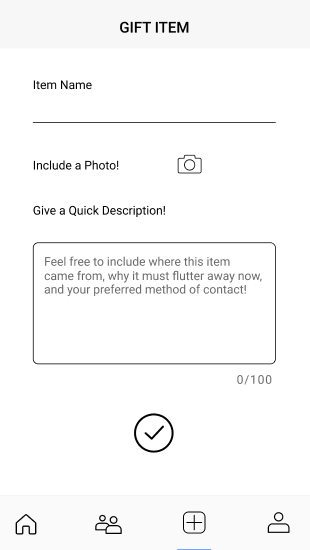 GIFT ITEM
Item Name
Include a Photo!
Give a Quick Description!
Feel free to include where this item
came from, why it must flutter away now,
and your preferred method of contact!
0/100